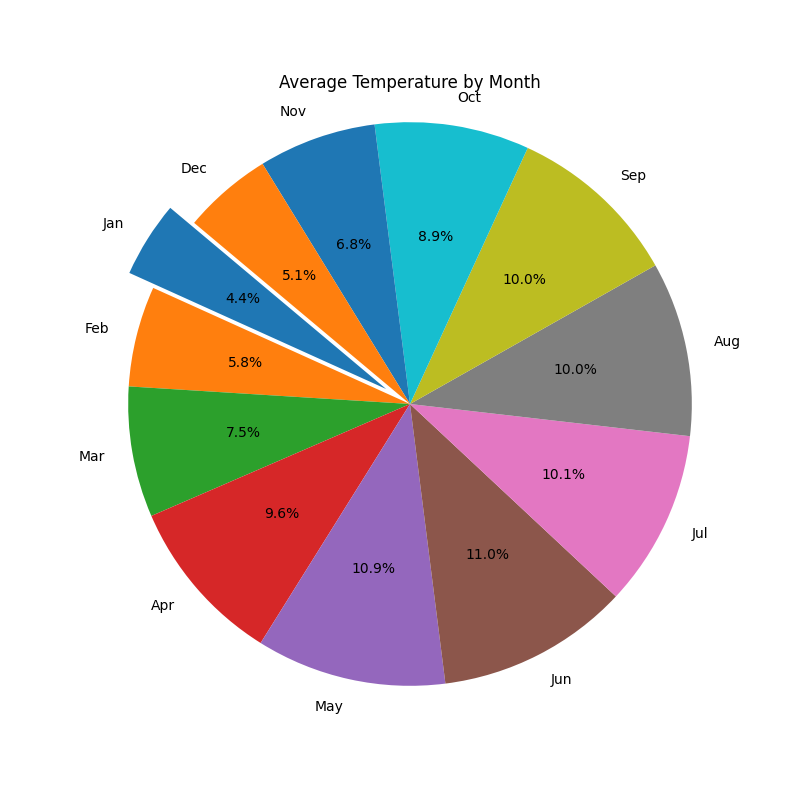 Average Temperature by Month
Oct
Nov
Dec
Sep
Jan
6.8%
8.9%
5.1%
10.0%
4.4%
Feb
Aug
5.8%
10.0%
7.5%
Mar
10.1%
9.6%
Jul
11.0%
10.9%
Apr
Jun
May